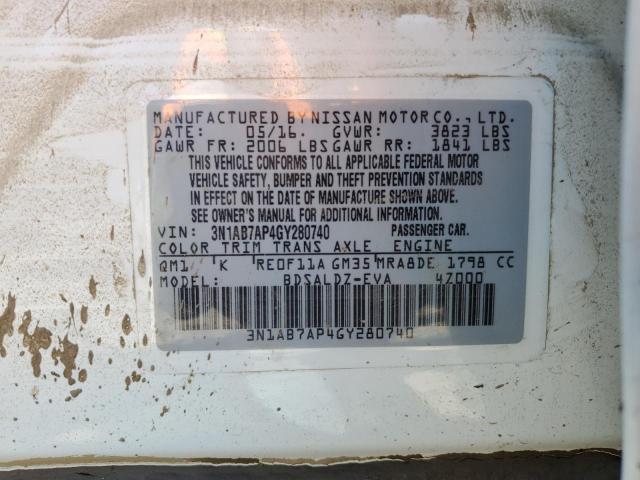 MANUFACTURED BY NISSAN MOTOR CO., LTD.
DATE: 05/16. GVWR: 3823 LBS
GAWR FR: 2006 LBS GAWR RR: 1841 LBS
THIS VEHICLE CONFORMS TO ALL APPLICABLE FEDERAL MOTOR
VEHICLE SAFETY, BUMPER AND THEFT PREVENTION STANDARDS
IN EFFECT ON THE DATE OF MANUFACTURE SHOWN ABOVE.
SEE OWNER'S MANUAL FOR ADDITIONAL INFORMATION.
VIN: 3N1AB7AP4GY280740 PASSENGER CAR.
COLOR TRIM TRANS AXLE ENGINE
QM1 K RE0F11A GM35 MRA8DE 1798 CC
MODEL: BDSALDZ-EVA 4Z000
3N1AB7AP4GY280740